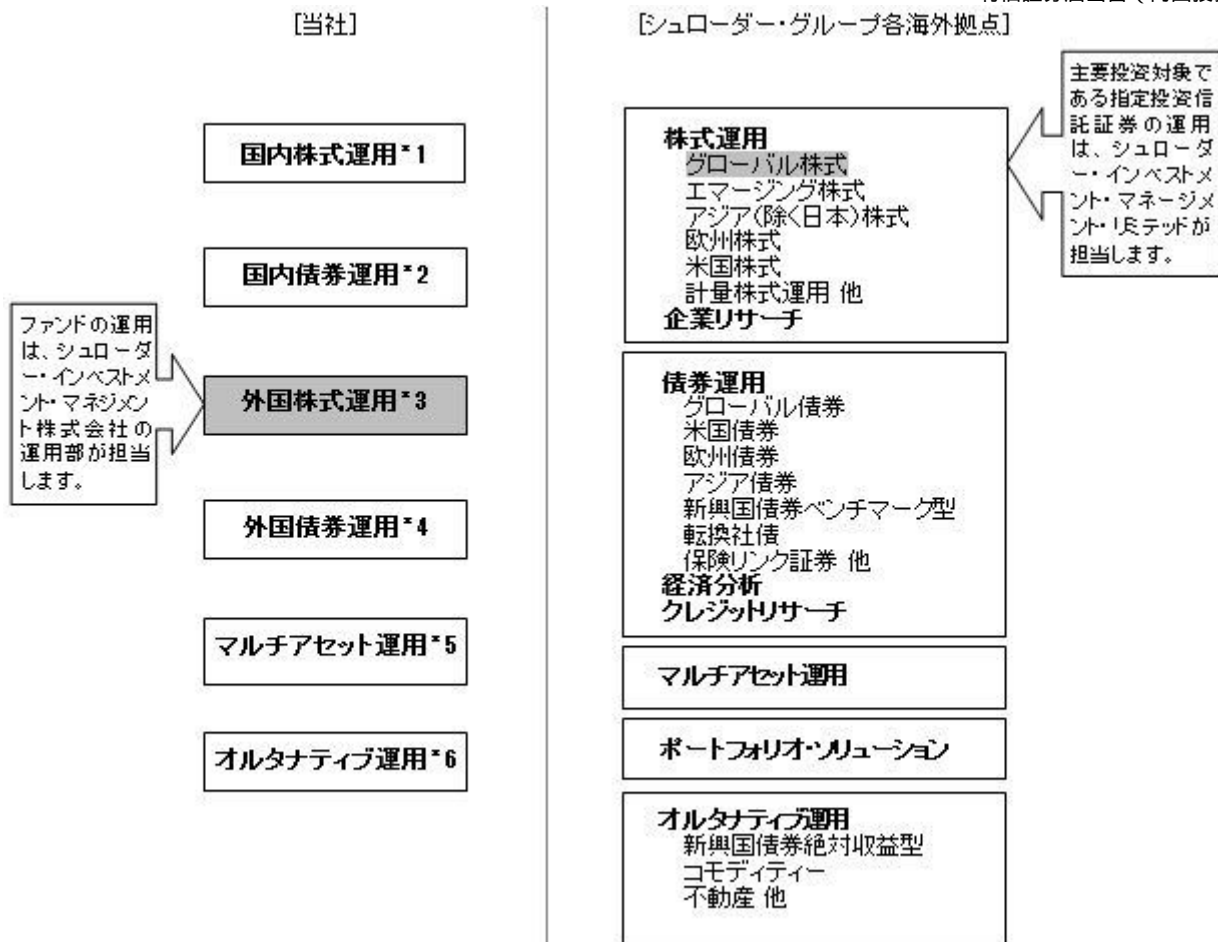 [当社]
国内株式運用*1
国内債券運用*2
ファンドの運用
は、シュローダ
ー・インベストメ
ント・マネジメン
ト株式会社の
運用部が担当
します。
外国株式運用*3
外国債券運用*4
マルチアセット運用*5
オルタナティブ運用*6
[シュローダー・グループ各海外拠点]
株式運用
グローバル株式
エマージング株式
アジア(除く日本)株式
欧州株式
米国株式
計量株式運用 他
企業リサーチ
主要投資対象で
ある指定投資信
託証券の運用
は、シュローダ
ー・インベストメ
ント・マネージメ
ント・リミテッドが
担当します。
債券運用
グローバル債券
米国債券
欧州債券
アジア債券
新興国債券ベンチマーク型
転換社債
保険リンク証券 他
経済分析
クレジットリサーチ
マルチアセット運用
ポートフォリオ・ソリューション
オルタナティブ運用
新興国債券絶対収益型
コモディティー
不動産 他